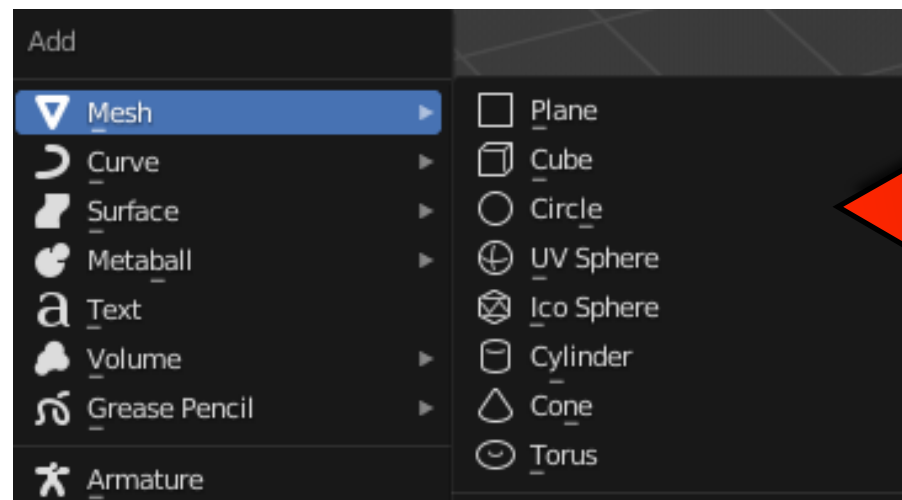 Add
Mesh
Curve
Surface
Metaball
Text
Volume
Grease Pencil
Armature
Plane
Cube
Circle
UV Sphere
Ico Sphere
Cylinder
Cone
Torus